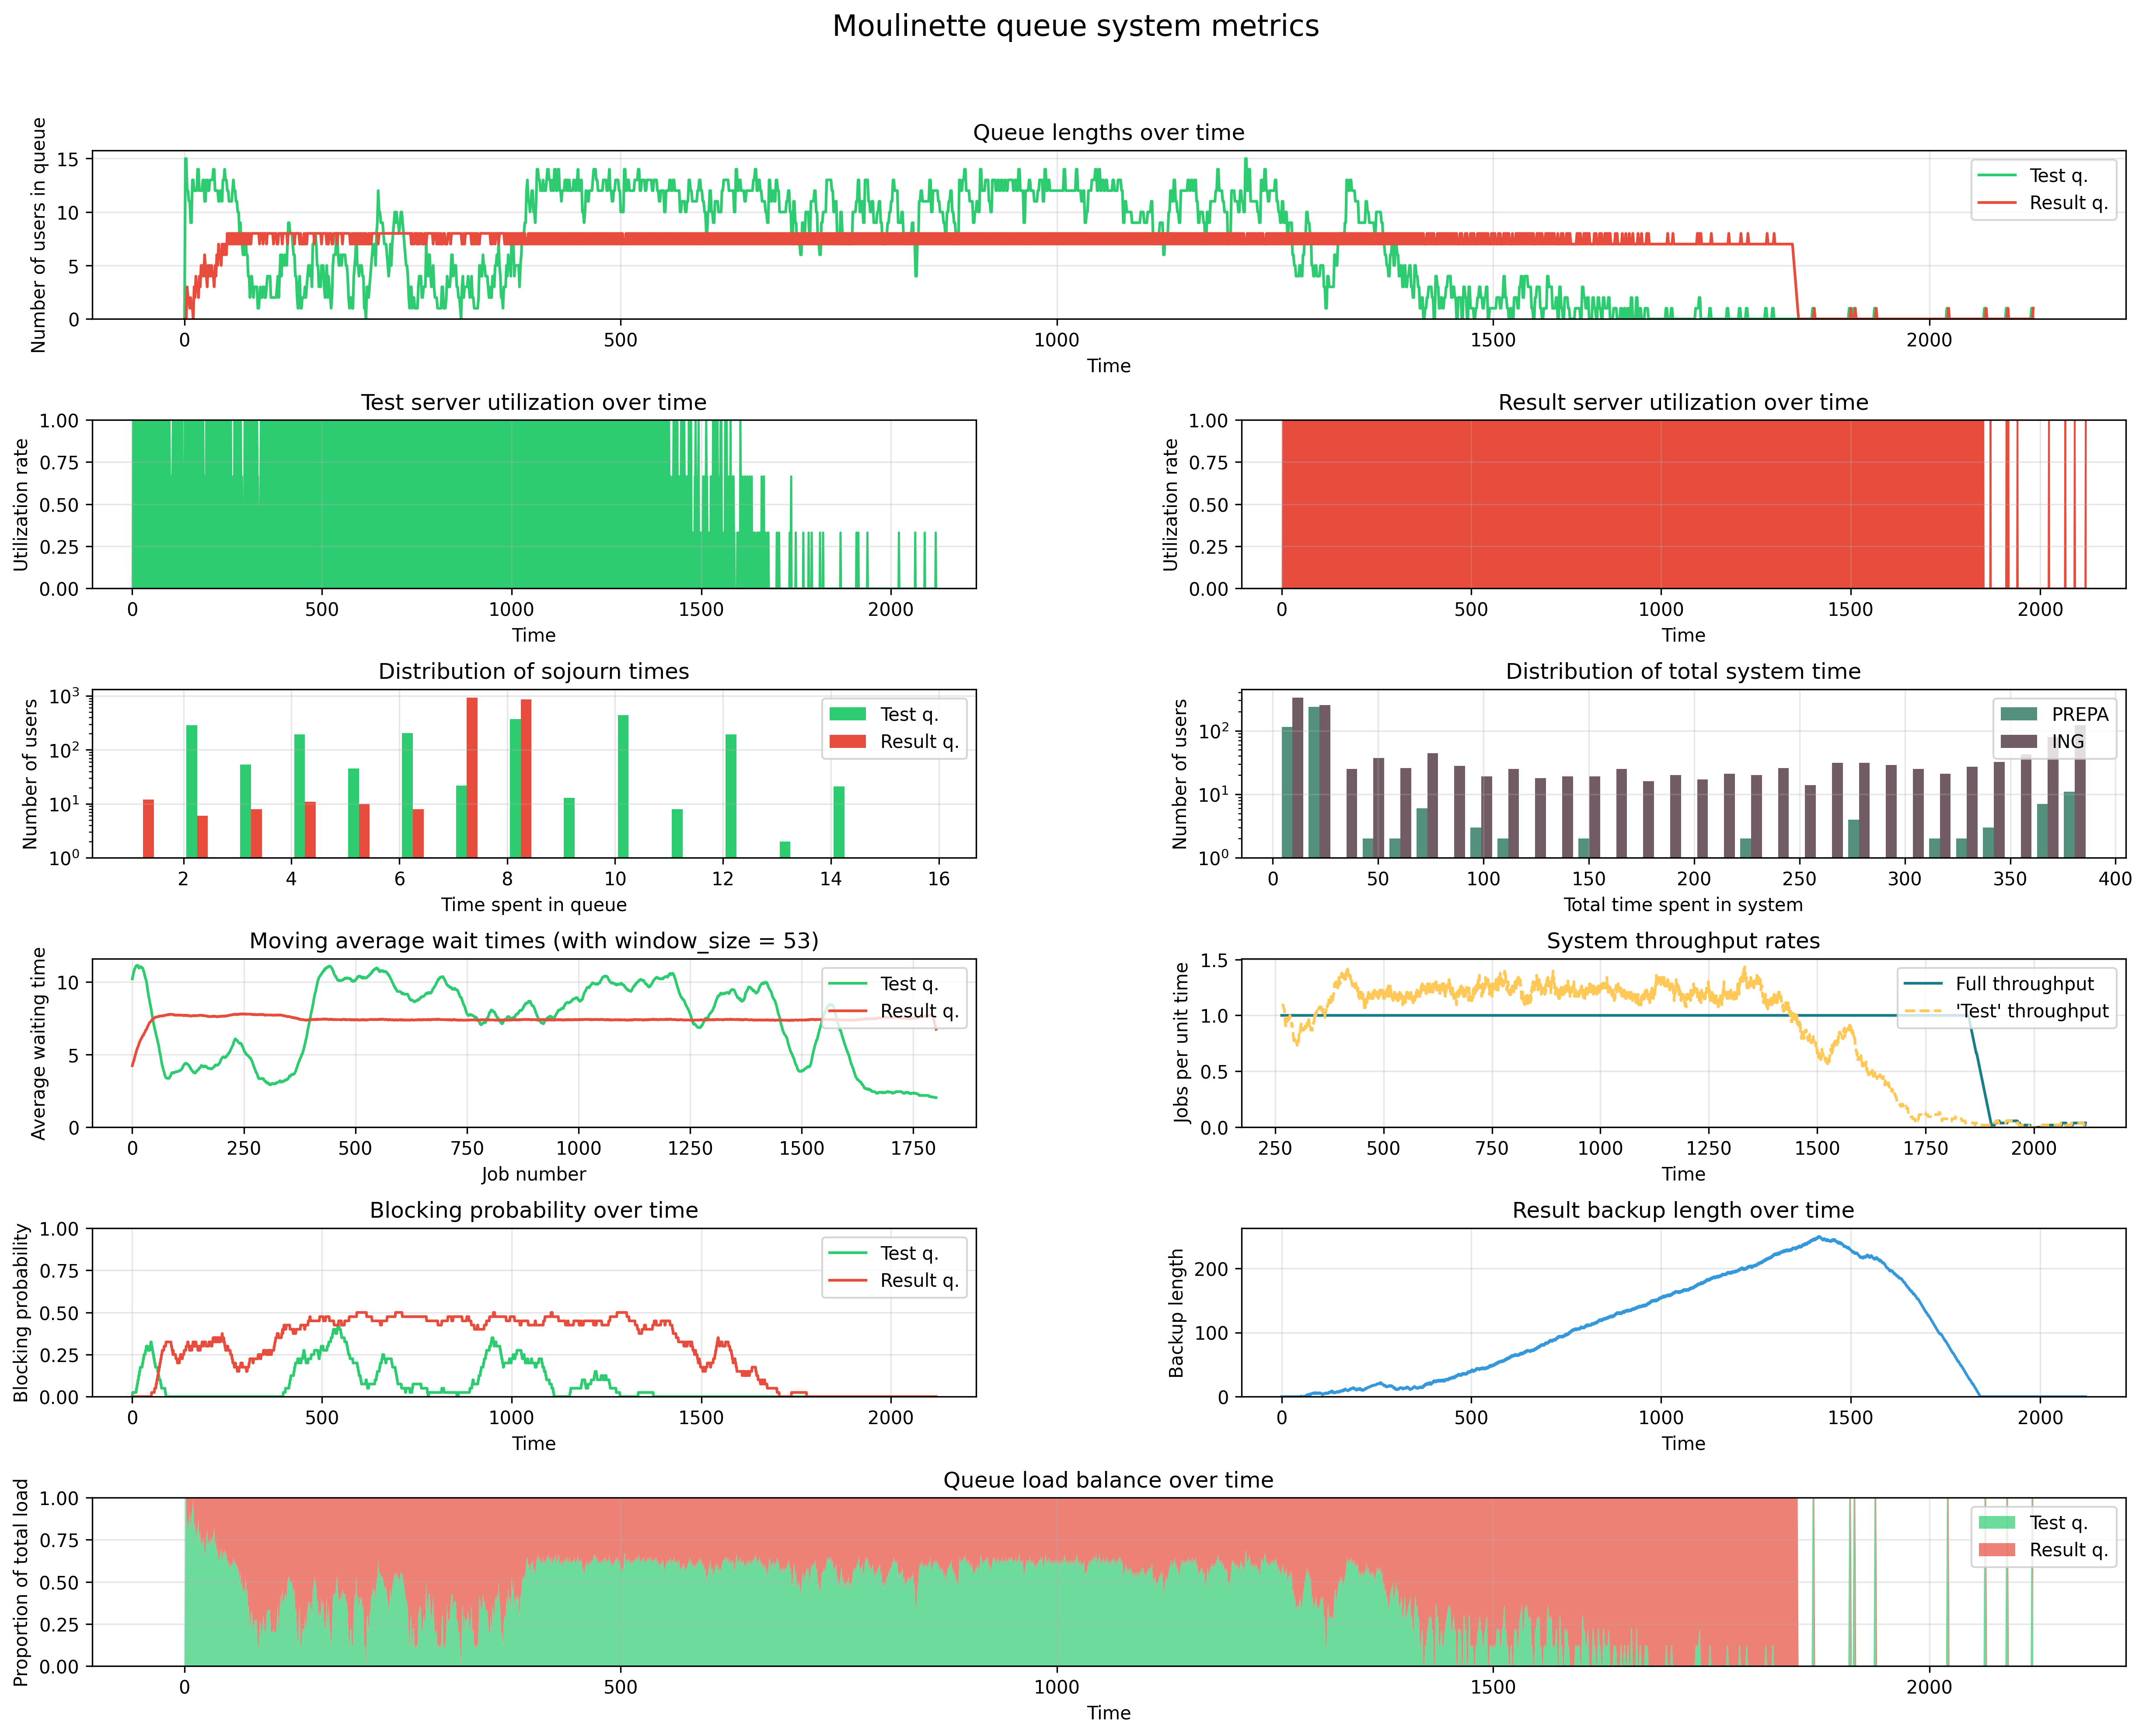 Moulinette queue system metrics
Queue lengths over time
Number of users in queue
15
10
5
0
Test q.
Result q.
0 500 1000 1500 2000
Time
Test server utilization over time
Utilization rate
1.00
0.75
0.50
0.25
0.00
0 500 1000 1500 2000
Time
Result server utilization over time
Utilization rate
1.00
0.75
0.50
0.25
0.00
0 500 1000 1500 2000
Time
Distribution of sojourn times
Number of users
10³
10²
10¹
10⁰
Test q.
Result q.
2 4 6 8 10 12 14 16
Time spent in queue
Distribution of total system time
Number of users
10²
10¹
10⁰
PREPA
ING
0 50 100 150 200 250 300 350 400
Total time spent in system
Moving average wait times (with window_size = 53)
Average waiting time
10
5
0
Test q.
Result q.
0 250 500 750 1000 1250 1500 1750
Job number
System throughput rates
Jobs per unit time
1.5
1.0
0.5
0.0
Full throughput
'Test' throughput
250 500 750 1000 1250 1500 1750 2000
Time
Blocking probability over time
Blocking probability
1.00
0.75
0.50
0.25
0.00
Test q.
Result q.
0 500 1000 1500 2000
Time
Result backup length over time
Backup length
200
100
0
0 500 1000 1500 2000
Time
Queue load balance over time
Proportion of total load
1.00
0.75
0.50
0.25
0.00
Test q.
Result q.
0 500 1000 1500 2000
Time